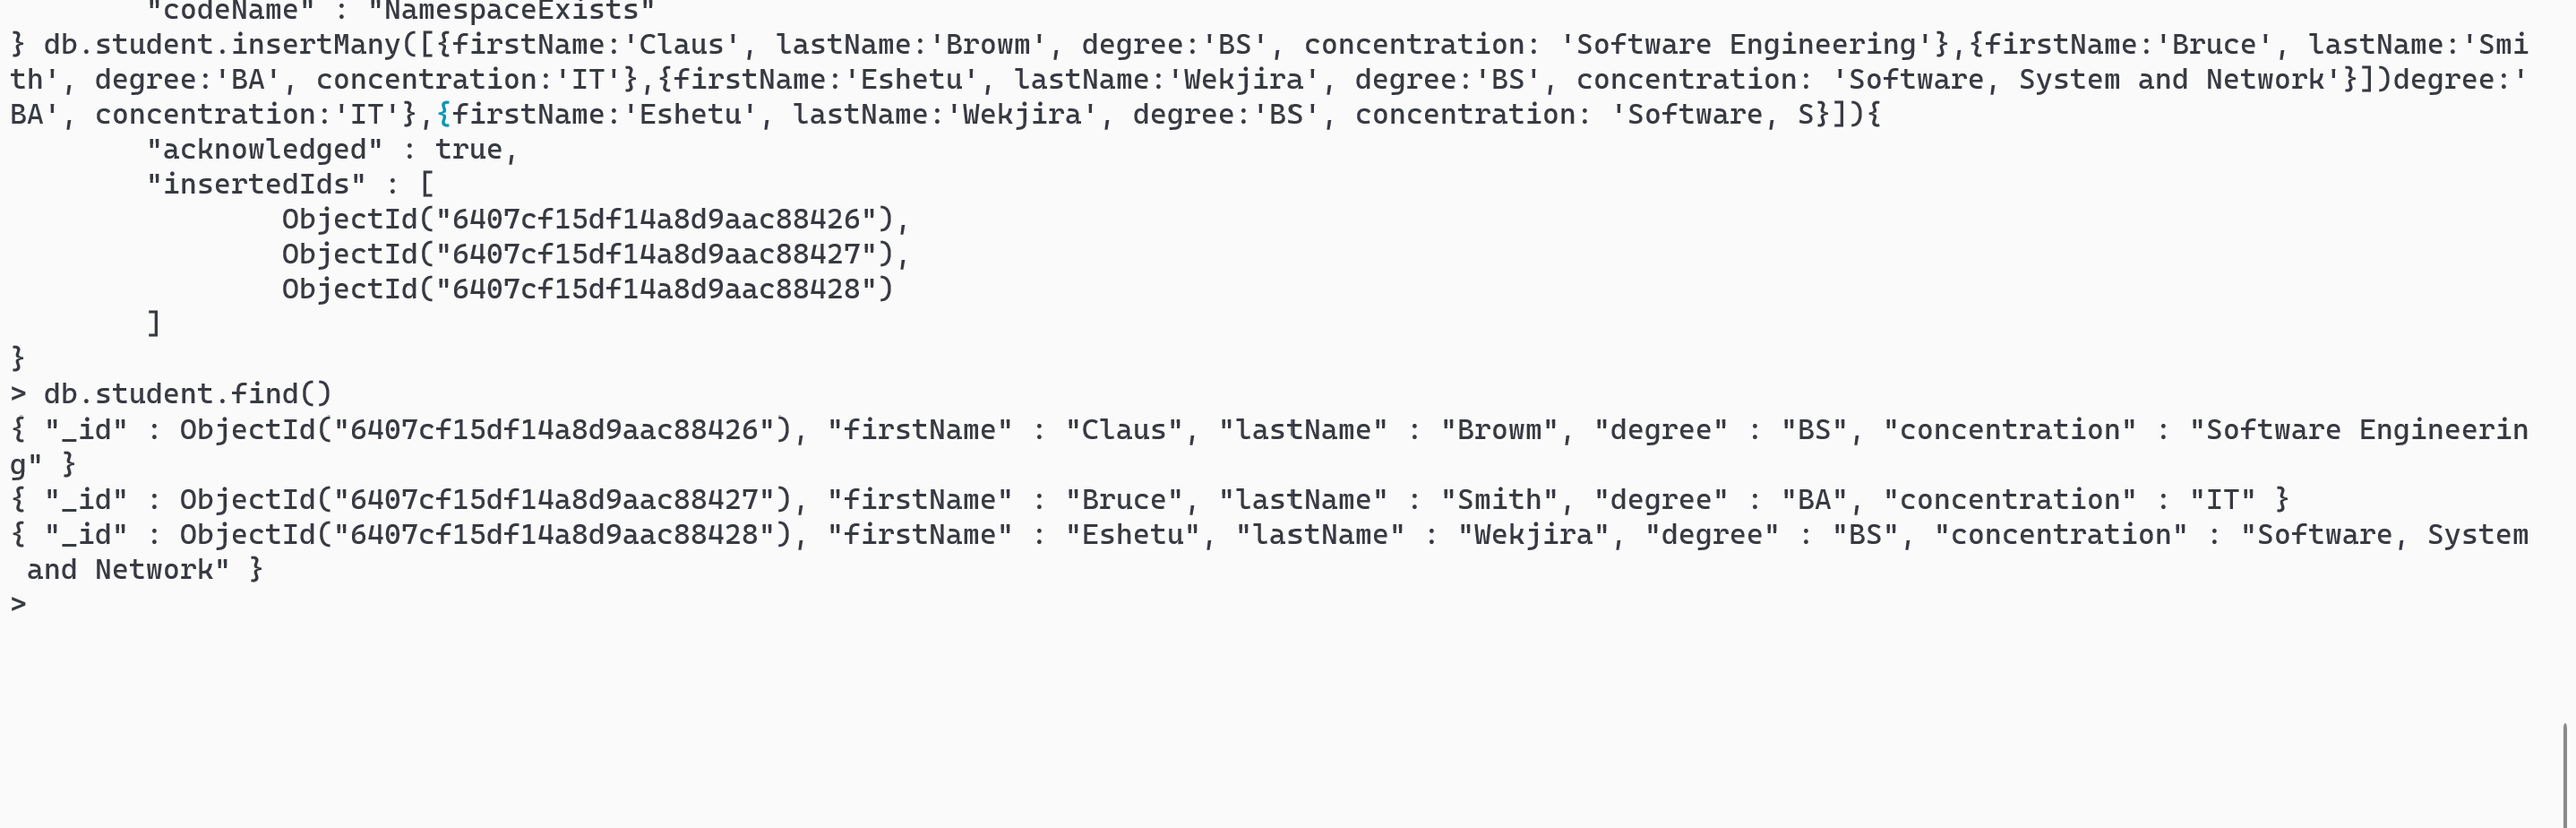 "codeName" : "NamespaceExists"
} db.student.insertMany([{firstName:'Claus', lastName:'Browm', degree:'BS', concentration: 'Software Engineering'},{firstName:'Bruce', lastName:'Smi
th', degree:'BA', concentration:'IT'},{firstName:'Eshetu', lastName:'Wekjira', degree:'BS', concentration: 'Software, System and Network'}])degree:'
BA', concentration:'IT'},{firstName:'Eshetu', lastName:'Wekjira', degree:'BS', concentration: 'Software, S}]){
"acknowledged" : true,
"insertedIds" : [
ObjectId("6407cf15df14a8d9aac88426"),
ObjectId("6407cf15df14a8d9aac88427"),
ObjectId("6407cf15df14a8d9aac88428")
]
}
> db.student.find()
{ "_id" : ObjectId("6407cf15df14a8d9aac88426"), "firstName" : "Claus", "lastName" : "Browm", "degree" : "BS", "concentration" : "Software Engineerin
g" }
{ "_id" : ObjectId("6407cf15df14a8d9aac88427"), "firstName" : "Bruce", "lastName" : "Smith", "degree" : "BA", "concentration" : "IT" }
{ "_id" : ObjectId("6407cf15df14a8d9aac88428"), "firstName" : "Eshetu", "lastName" : "Wekjira", "degree" : "BS", "concentration" : "Software, System
and Network" }
>